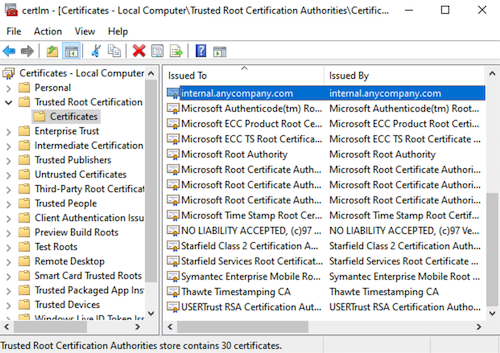 certlm - [Certificates - Local Computer\Trusted Root Certification Authorities\Certific...
File Action View Help
Certificates - Local Computer
Personal
Trusted Root Certification
Certificates
Enterprise Trust
Intermediate Certification
Trusted Publishers
Untrusted Certificates
Third-Party Root Certificat
Trusted People
Client Authentication Issu
Preview Build Roots
Test Roots
Remote Desktop
Smart Card Trusted Roots
Trusted Packaged App Inst
Trusted Devices
Windows Live ID Token Iss
Issued To Issued By
internal.anycompany.com internal.anycompany.com
Microsoft Authenticode(tm) Ro... Microsoft Authenticode(tm) Root...
Microsoft ECC Product Root Ce... Microsoft ECC Product Root Certif...
Microsoft ECC TS Root Certifica... Microsoft ECC TS Root Certificate ...
Microsoft Root Authority Microsoft Root Authority
Microsoft Root Certificate Auth... Microsoft Root Certificate Authori...
Microsoft Root Certificate Auth... Microsoft Root Certificate Authori...
Microsoft Root Certificate Auth... Microsoft Root Certificate Authori...
Microsoft Time Stamp Root Cer... Microsoft Time Stamp Root Certif...
NO LIABILITY ACCEPTED, (c)97 ... NO LIABILITY ACCEPTED, (c)97 Ve...
Starfield Class 2 Certification A... Starfield Class 2 Certification Auth...
Starfield Services Root Certifica... Starfield Services Root Certificate ...
Symantec Enterprise Mobile Ro... Symantec Enterprise Mobile Root ...
Thawte Timestamping CA Thawte Timestamping CA
USERTrust RSA Certification Aut... USERTrust RSA Certification Auth...
Trusted Root Certification Authorities store contains 30 certificates.